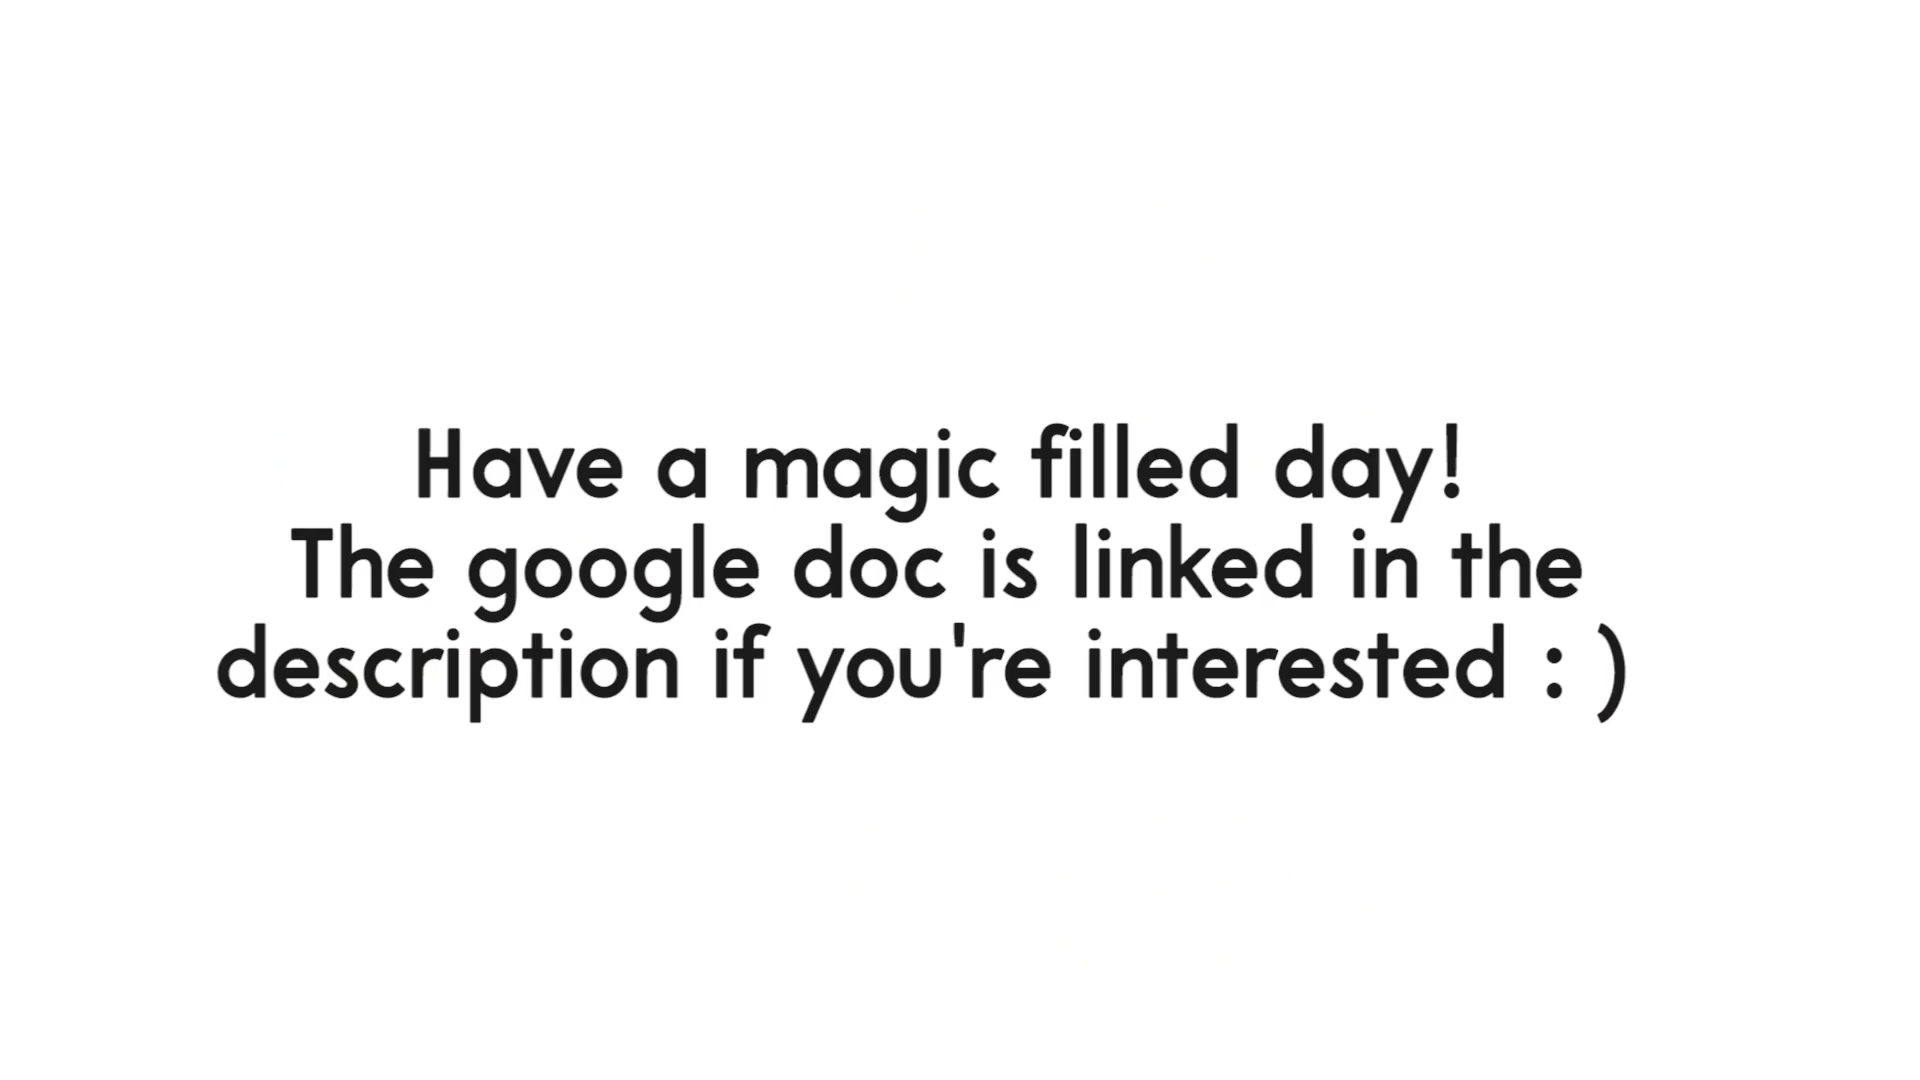 Have a magic filled day!
The google doc is linked in the
description if you're interested : )